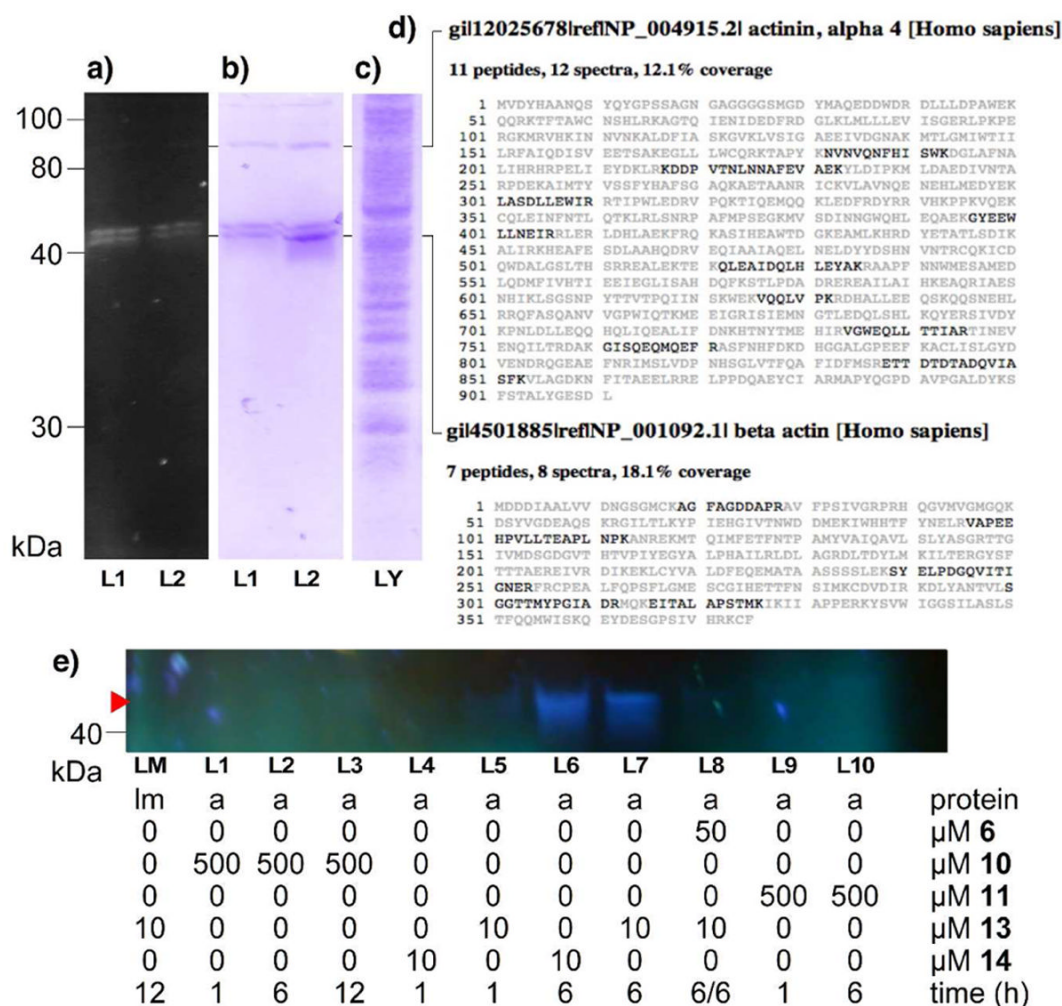 d)
gi|12025678|ref|NP_004915.2| actinin, alpha 4 [Homo sapiens]
11 peptides, 12 spectra, 12.1% coverage
1 MVDYHAANQS YQYGPSSAGN GAGGGGSMGD YMAQEDDWDR DLLLDPAWEK
51 QQRKTFTAWC NSHLRKAGTQ IENIDEDFRD GLKLMLLLEV ISGERLPKPE
101 RGKMRVHKIN NVNKALDFIA SKGVKLVSIG AEEIVDGNAK MTLGMIWTII
151 LRFAIQDISV EETSAKEGLL LWCQRKTAPY KNVNVQNFHI SWKDGLAFNA
201 LIHRHRPELI EYDKLRKDDP VTNLNNAFEV AEKYLDIPKM LDAEDIVNTA
251 RPDEKAIMTY VSSFYHAFSG AQKAETAANR ICKVLAVNQE NEHLMEDYEK
301 LASDLLEWIR RTIPWLEDRV PQKTIQEMQQ KLEDFRDYRR VHKPPKVQEK
351 CQLEINFNTL QTKLRLSNRP AFMPSEGKMV SDINNGWQHL EQAEKGYEEW
401 LLNEIRRLER LDHLAEKFRQ KASIHEAWTD GKEAMLKHRD YETATLSDIK
451 ALIRKHEAFE SDLAAHQDRV EQIAAIAQEL NELDYYDSHN VNTRCQKICD
501 QWDALGSLTH SRREALEKTE KQLEAIDQLH LEYAKRAAPF NNWMESAMED
551 LQDMFIVHTI EEIEGLISAH DQFKSTLPDA DREREAILAI HKEAQRIAES
601 NHIKLSGSNP YTTVTPQIIN SKWEKVQQLV PKRDHALLEE QSKQQSNEHL
651 RRQFASQANV VGPWIQTKME EIGRISIEMN GTLEDQLSHL KQYERSIVDY
701 KPNLDLLEQQ HQLIQEALIF DNKHTNYTME HIRVGWEQLL TTIARTINEV
751 ENQILTRDAK GISQEQMQEF RASFNHFDKD HGGALGPEEF KACLISLGYD
801 VENDRQGEAE FNRIMSLVDP NHSGLVTFQA FIDFMSRETT DTDTADQVIA
851 SFKVLAGDKN FITAEELRRE LPPDQAEYCI ARMAPYQGPD AVPGALDYKS
901 FSTALYGESD L
gi|4501885|ref|NP_001092.1| beta actin [Homo sapiens]
7 peptides, 8 spectra, 18.1% coverage
1 MDDDIAALVV DNGSGMCKAG FAGDDAPRAV FPSIVGRPRH QGVMVGMGQK
51 DSYVGDEAQS KRGILTLKYP IEHGIVTNWD DMEKIWHHTF YNELRVAPEE
101 HPVLLTEAPL NPKANREKMT QIMFETFNTP AMYVAIQAVL SLYASGRTTG
151 IVMDSGDGVT HTVPIYEGYA LPHAILRLDL AGRDLTDYLM KILTERGYSF
201 TTTAEREIVR DIKEKLCYVA LDFEQEMATA ASSSSLEKSY ELPDGQVITI
251 GNERFRCPEA LFQPSFLGME SCGIHETTFN SIMKCDVDIR KDLYANTVLS
301 GGTTMYPGIA DRMQKEITAL APSTMKIKII APPERKYSVW IGGSILASLS
351 TFQQMWISKQ EYDESGPSIV HRKCF
a) b) c)
100
80
40
30
kDa
L1 L2 L1 L2 LY
e)
40
kDa
LM L1 L2 L3 L4 L5 L6 L7 L8 L9 L10
lm a a a a a a a a a a protein
0 0 0 0 0 0 0 0 50 0 0 µM 6
0 500 500 500 0 0 0 0 0 0 0 µM 10
0 0 0 0 0 0 0 0 0 500 500 µM 11
10 0 0 0 0 10 0 10 10 0 0 µM 13
0 0 0 0 10 0 10 0 0 0 0 µM 14
12 1 6 12 1 1 6 6 6/6 1 6 time (h)